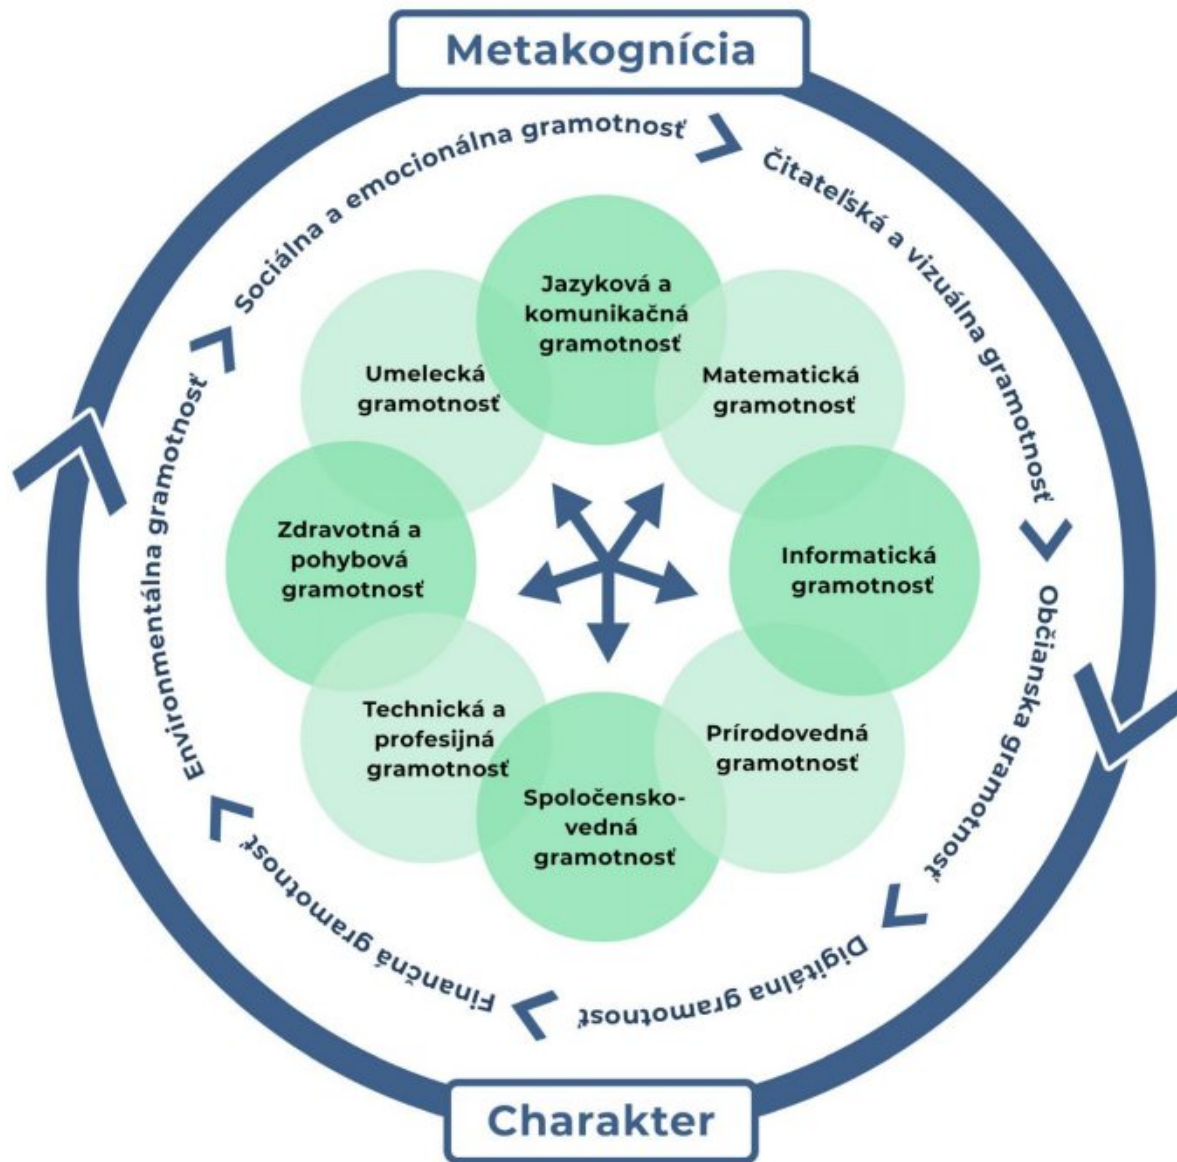 Metakognícia
Sociálna a emocionálna gramotnosť
Čitateľská a vizuálna gramotnosť
Občianska gramotnosť
Digitálna gramotnosť
Finančná gramotnosť
Environmentálna gramotnosť
Jazyková a
komunikačná
gramotnosť
Matematická
gramotnosť
Informatická
gramotnosť
Prírodovedná
gramotnosť
Spoločensko-
vedná
gramotnosť
Technická a
profesijná
gramotnosť
Zdravotná a
pohybová
gramotnosť
Umelecká
gramotnosť
Charakter